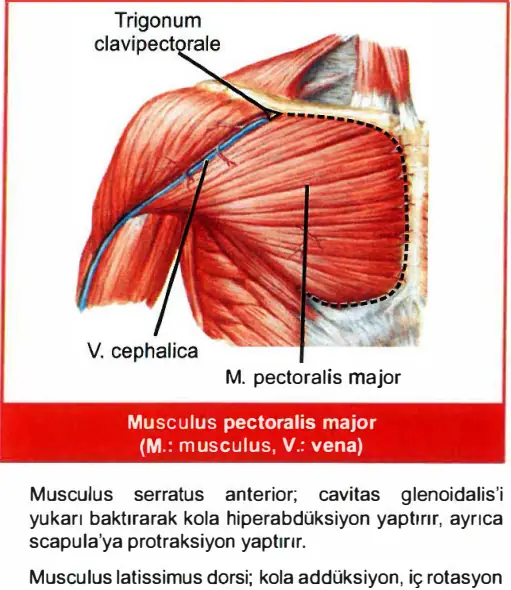 Trigonum
clavipectorale
V. cephalica
M. pectoralis major
Musculus pectoralis major
(M.: musculus, V.: vena)
Musculus serratus anterior; cavitas glenoidalis'i
yukarı baktırarak kola hiperabdüksiyon yaptırır, ayrıca
scapula'ya protraksiyon yaptırır.
Musculus latissimus dorsi; kola addüksiyon, iç rotasyon